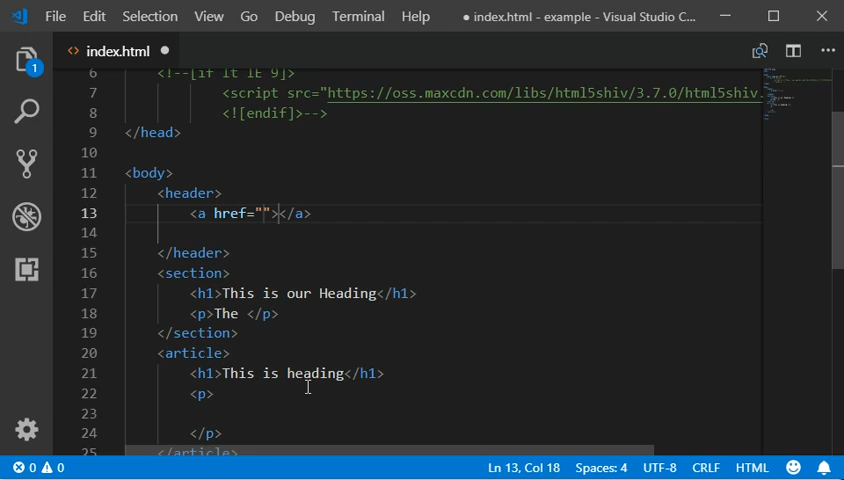 File Edit Selection View Go Debug Terminal Help ● index.html - example - Visual Studio C...
<> index.html ●
1
6 <!--[if lt IE 9]>
7 <script src="https://oss.maxcdn.com/libs/html5shiv/3.7.0/html5shiv.
8 <![endif]>-->
9 </head>
10
11 <body>
12 <header>
13 <a href=""></a>
14
15 </header>
16 <section>
17 <h1>This is our Heading</h1>
18 <p>The </p>
19 </section>
20 <article>
21 <h1>This is heading</h1>
22 <p>
23
24 </p>
25 </article>
0 0 Ln 13, Col 18 Spaces: 4 UTF-8 CRLF HTML